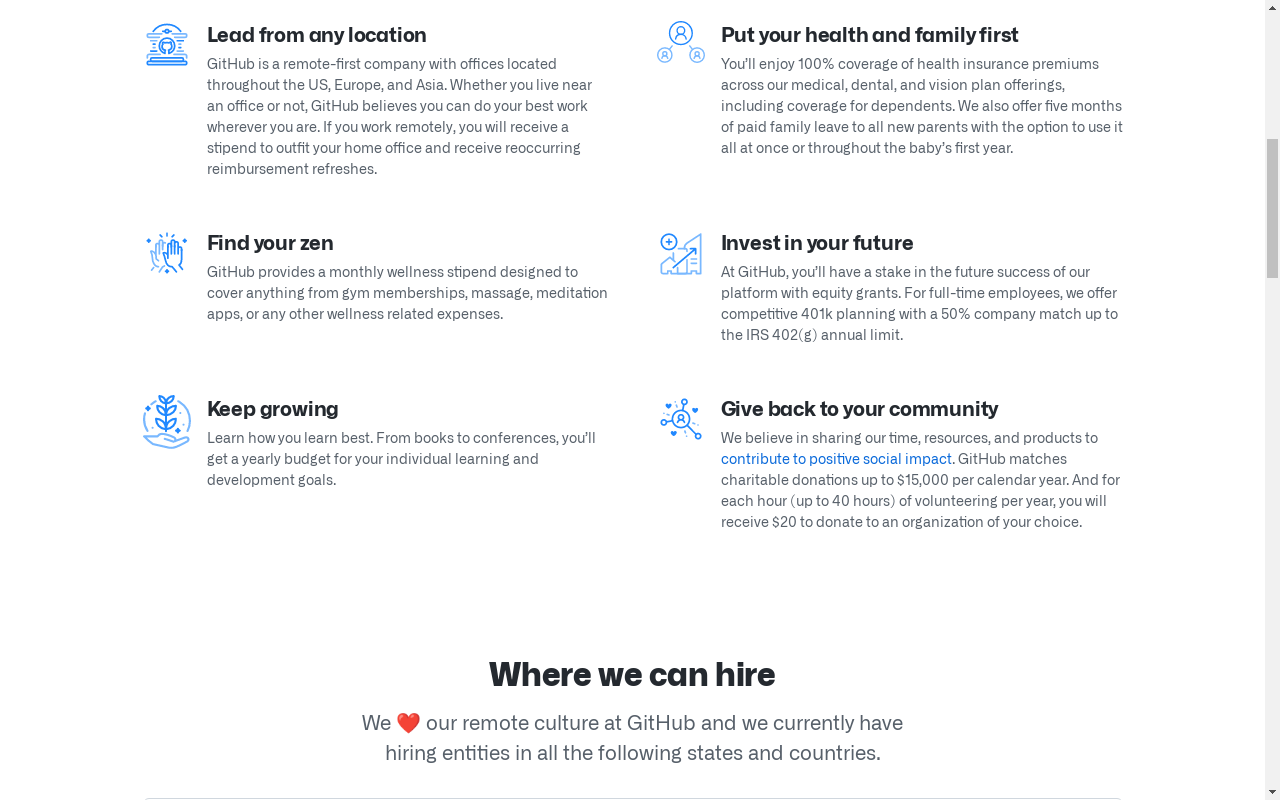 Lead from any location
GitHub is a remote-first company with offices located
throughout the US, Europe, and Asia. Whether you live near
an office or not, GitHub believes you can do your best work
wherever you are. If you work remotely, you will receive a
stipend to outfit your home office and receive reoccurring
reimbursement refreshes.
Put your health and family first
You’ll enjoy 100% coverage of health insurance premiums
across our medical, dental, and vision plan offerings,
including coverage for dependents. We also offer five months
of paid family leave to all new parents with the option to use it
all at once or throughout the baby’s first year.
Find your zen
GitHub provides a monthly wellness stipend designed to
cover anything from gym memberships, massage, meditation
apps, or any other wellness related expenses.
Invest in your future
At GitHub, you’ll have a stake in the future success of our
platform with equity grants. For full-time employees, we offer
competitive 401k planning with a 50% company match up to
the IRS 402(g) annual limit.
Keep growing
Learn how you learn best. From books to conferences, you’ll
get a yearly budget for your individual learning and
development goals.
Give back to your community
We believe in sharing our time, resources, and products to
contribute to positive social impact. GitHub matches
charitable donations up to $15,000 per calendar year. And for
each hour (up to 40 hours) of volunteering per year, you will
receive $20 to donate to an organization of your choice.
Where we can hire
We ❤️ our remote culture at GitHub and we currently have
hiring entities in all the following states and countries.